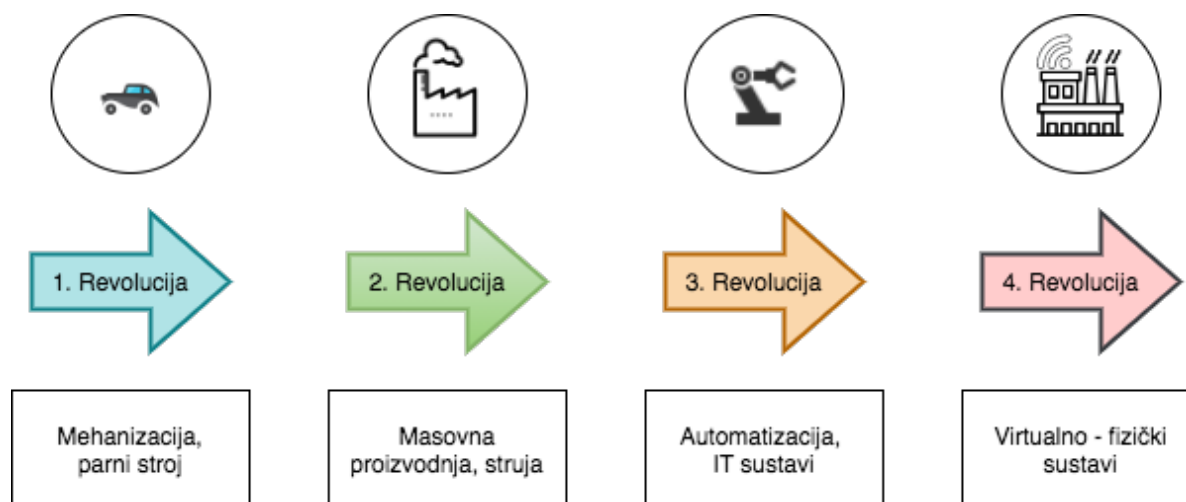 1. Revolucija
2. Revolucija
3. Revolucija
4. Revolucija
Mehanizacija,
parni stroj
Masovna
proizvodnja, struja
Automatizacija,
IT sustavi
Virtualno - fizički
sustavi